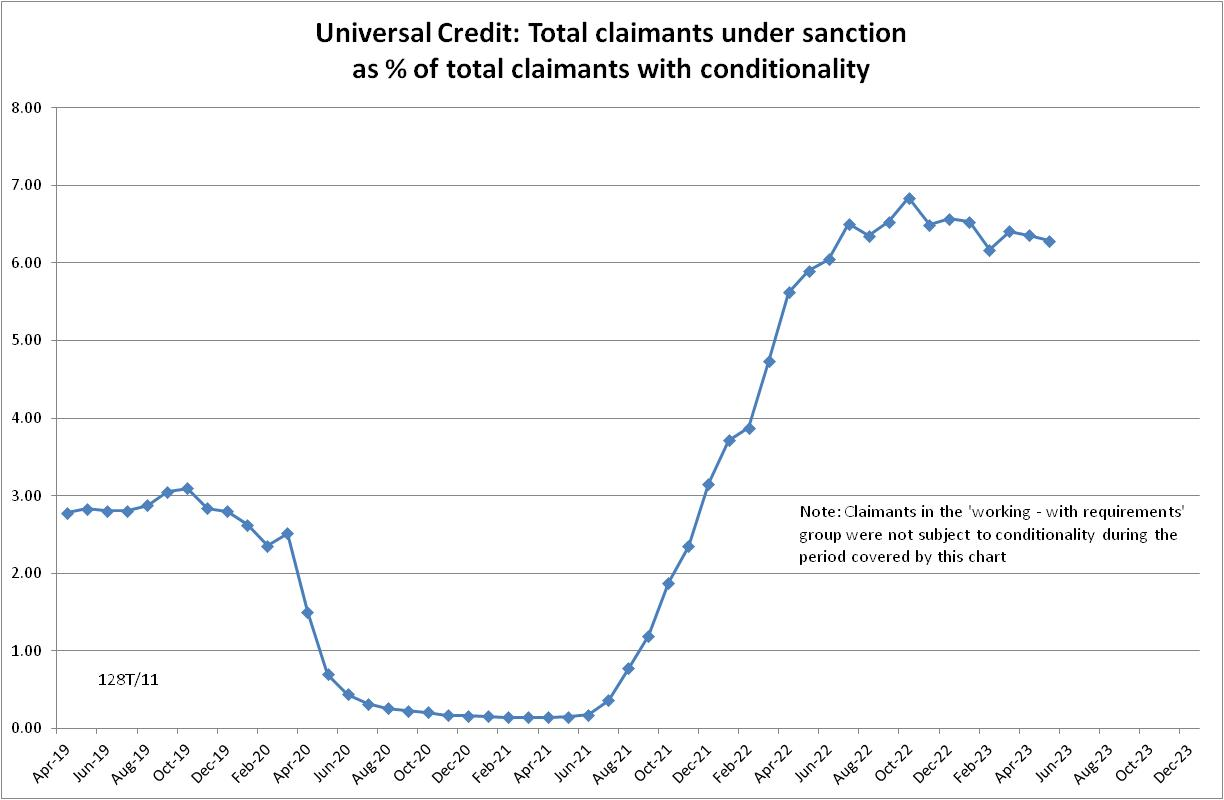 Universal Credit: Total claimants under sanction
as % of total claimants with conditionality
8.00
7.00
6.00
5.00
4.00
3.00
2.00
1.00
0.00
Note: Claimants in the 'working - with requirements'
group were not subject to conditionality during the
period covered by this chart
128T/11
Apr-19
Jun-19
Aug-19
Oct-19
Dec-19
Feb-20
Apr-20
Jun-20
Aug-20
Oct-20
Dec-20
Feb-21
Apr-21
Jun-21
Aug-21
Oct-21
Dec-21
Feb-22
Apr-22
Jun-22
Aug-22
Oct-22
Dec-22
Feb-23
Apr-23
Jun-23
Aug-23
Oct-23
Dec-23